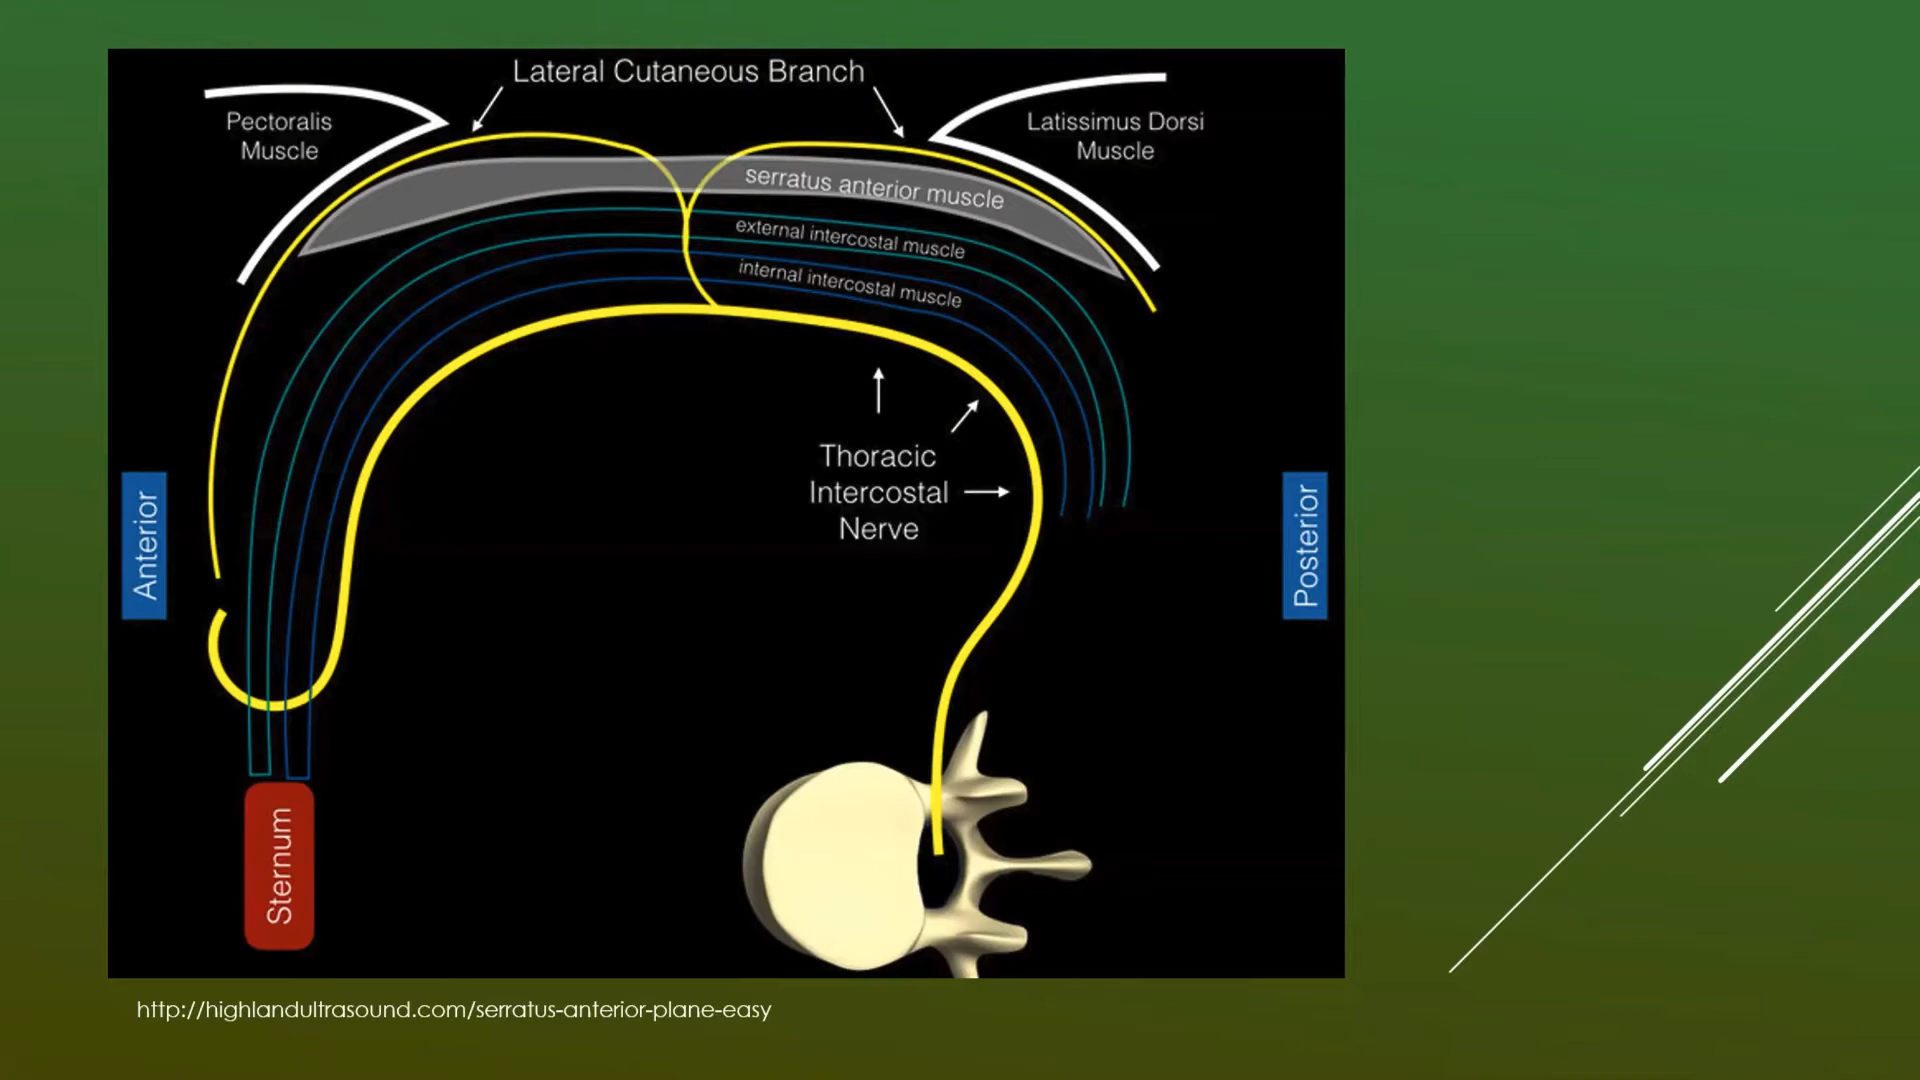 Lateral Cutaneous Branch
Pectoralis
Muscle
Latissimus Dorsi
Muscle
serratus anterior muscle
external intercostal muscle
internal intercostal muscle
Thoracic
Intercostal
Nerve
Anterior
Posterior
Sternum
http://highlandultrasound.com/serratus-anterior-plane-easy